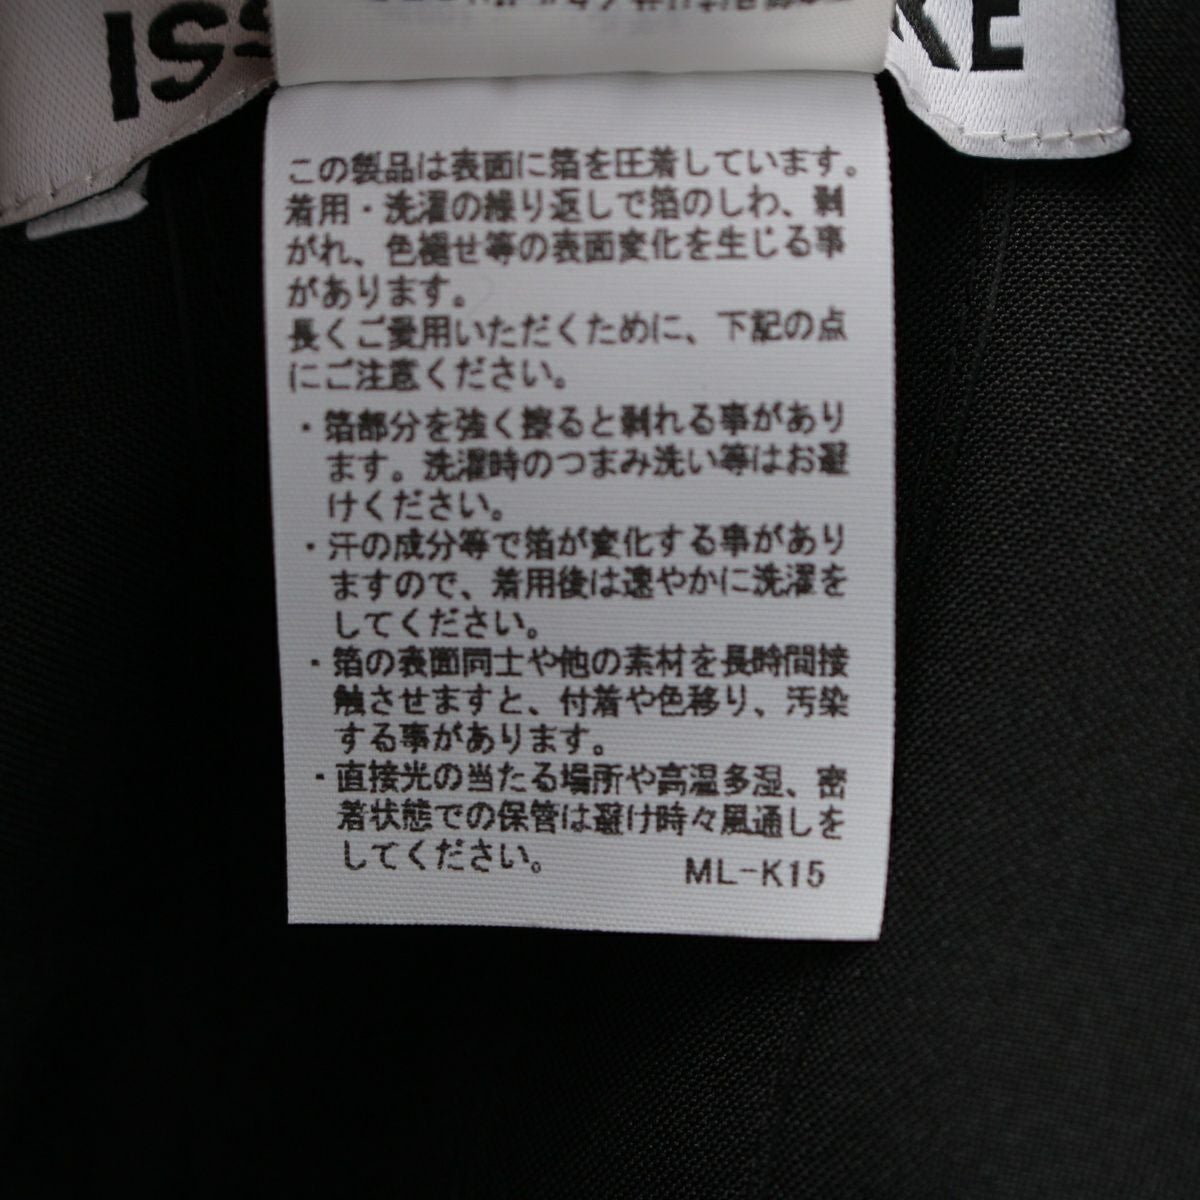 ISS KE
この製品は表面に箔を圧着しています。
着用・洗濯の繰り返しで箔のしわ、剥
がれ、色褪せ等の表面変化を生じる事
があります。
長くご愛用いただくために、下記の点
にご注意ください。
・箔部分を強く擦ると剥れる事があり
ます。洗濯時のつまみ洗い等はお避
けください。
・汗の成分等で箔が変化する事があり
ますので、着用後は速やかに洗濯を
してください。
・箔の表面同士や他の素材を長時間接
触させますと、付着や色移り、汚染
する事があります。
・直接光の当たる場所や高温多湿、密
着状態での保管は避け時々風通しを
してください。
ML-K15